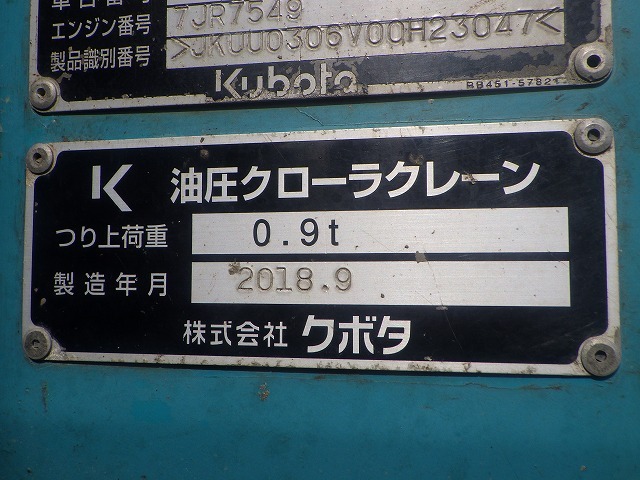 エンジン番号 7JR7549
製品識別番号 >JKUU0306V00H23047<
Kubota
RB451-5782
K 油圧クローラクレーン
つり上荷重 0.9t
製造年月 2018.9
株式会社 クボタ